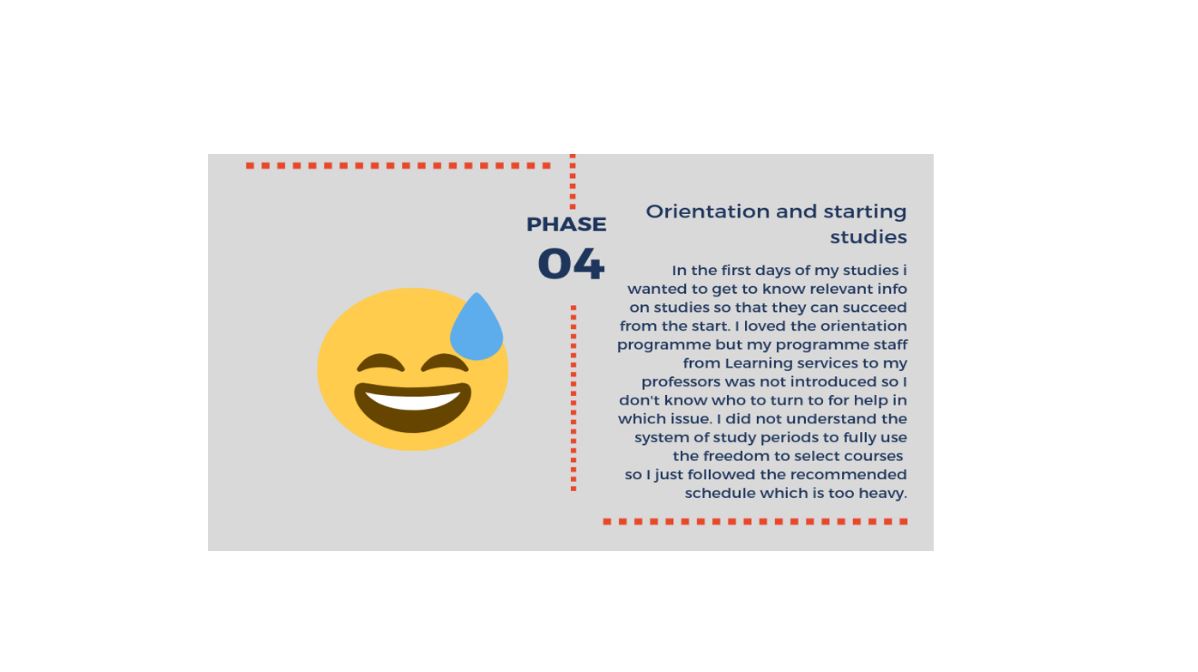 PHASE
04
Orientation and starting
studies
In the first days of my studies i
wanted to get to know relevant info
on studies so that they can succeed
from the start. I loved the orientation
programme but my programme staff
from Learning services to my
professors was not introduced so I
don't know who to turn to for help in
which issue. I did not understand the
system of study periods to fully use
the freedom to select courses
so I just followed the recommended
schedule which is too heavy.